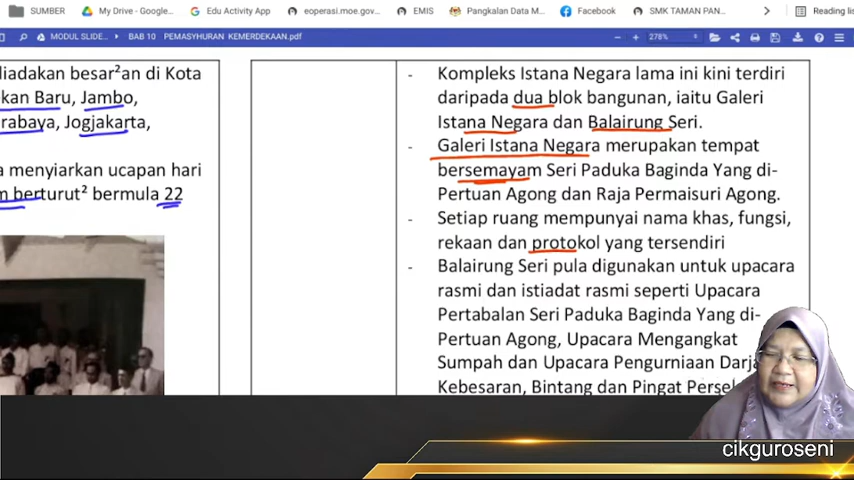 SUMBER
My Drive - Google...
Edu Activity App
eoperasi.moe.gov...
EMIS
Pangkalan Data M...
Facebook
SMK TAMAN PAN...
Reading list
MODUL SLIDE...
BAB 10 PEMASYHURAN KEMERDEKAAN.pdf
278%
liadakan besar²an di Kota
kan Baru, Jambo,
rabaya, Jogjakarta,
a menyiarkan ucapan hari
m berturut² bermula 22
- Kompleks Istana Negara lama ini kini terdiri
daripada dua blok bangunan, iaitu Galeri
Istana Negara dan Balairung Seri.
- Galeri Istana Negara merupakan tempat
bersemayam Seri Paduka Baginda Yang di-
Pertuan Agong dan Raja Permaisuri Agong.
- Setiap ruang mempunyai nama khas, fungsi,
rekaan dan protokol yang tersendiri
- Balairung Seri pula digunakan untuk upacara
rasmi dan istiadat rasmi seperti Upacara
Pertabalan Seri Paduka Baginda Yang di-
Pertuan Agong, Upacara Mengangkat
Sumpah dan Upacara Pengurniaan Darja
Kebesaran, Bintang dan Pingat Persek
cikguroseni